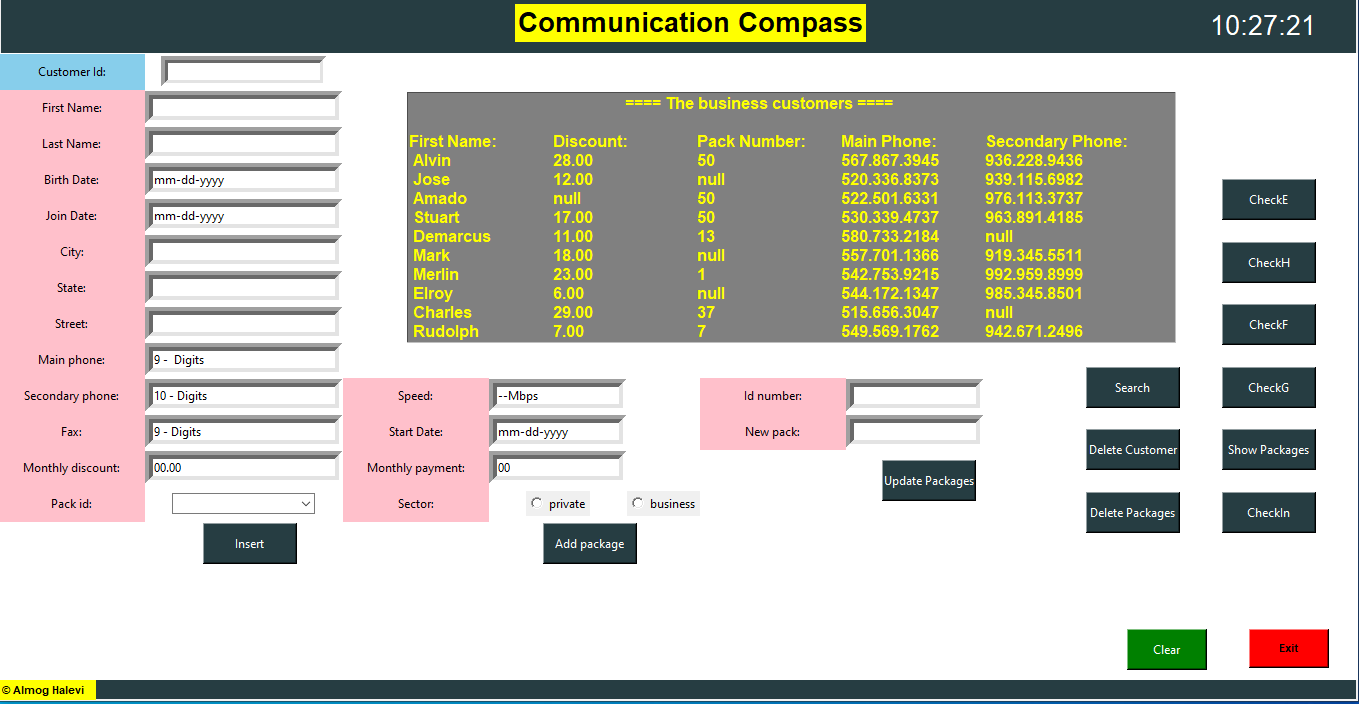 Communication Compass
10:27:21
Customer Id:
First Name:
Last Name:
Birth Date: mm-dd-yyyy
Join Date: mm-dd-yyyy
City:
State:
Street:
Main phone: 9 -  Digits
Secondary phone: 10 - Digits
Fax: 9 - Digits
Monthly discount: 00.00
Pack id:
Insert
==== The business customers ====
First Name: Discount: Pack Number: Main Phone: Secondary Phone:
Alvin 28.00 50 567.867.3945 936.228.9436
Jose 12.00 null 520.336.8373 939.115.6982
Amado null 50 522.501.6331 976.113.3737
Stuart 17.00 50 530.339.4737 963.891.4185
Demarcus 11.00 13 580.733.2184 null
Mark 18.00 null 557.701.1366 919.345.5511
Merlin 23.00 1 542.753.9215 992.959.8999
Elroy 6.00 null 544.172.1347 985.345.8501
Charles 29.00 37 515.656.3047 null
Rudolph 7.00 7 549.569.1762 942.671.2496
Speed: --Mbps
Start Date: mm-dd-yyyy
Monthly payment: 00
Sector: private business
Add package
Id number:
New pack:
Update Packages
Search
Delete Customer
Delete Packages
CheckE
CheckH
CheckF
CheckG
Show Packages
CheckIn
Clear
Exit
© Almog Halevi